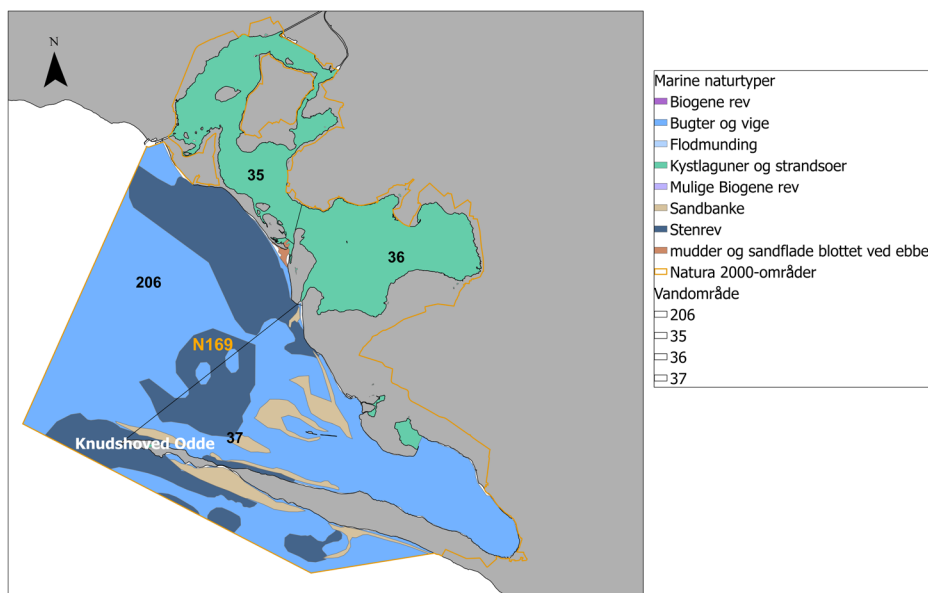 N
35
36
206
N169
37
Knudshoved Odde
Marine naturtyper
Biogene rev
Bugter og vige
Flodmunding
Kystlaguner og strandsoer
Mulige Biogene rev
Sandbanke
Stenrev
mudder og sandflade blottet ved ebbe
Natura 2000-områder
Vandområde
206
35
36
37